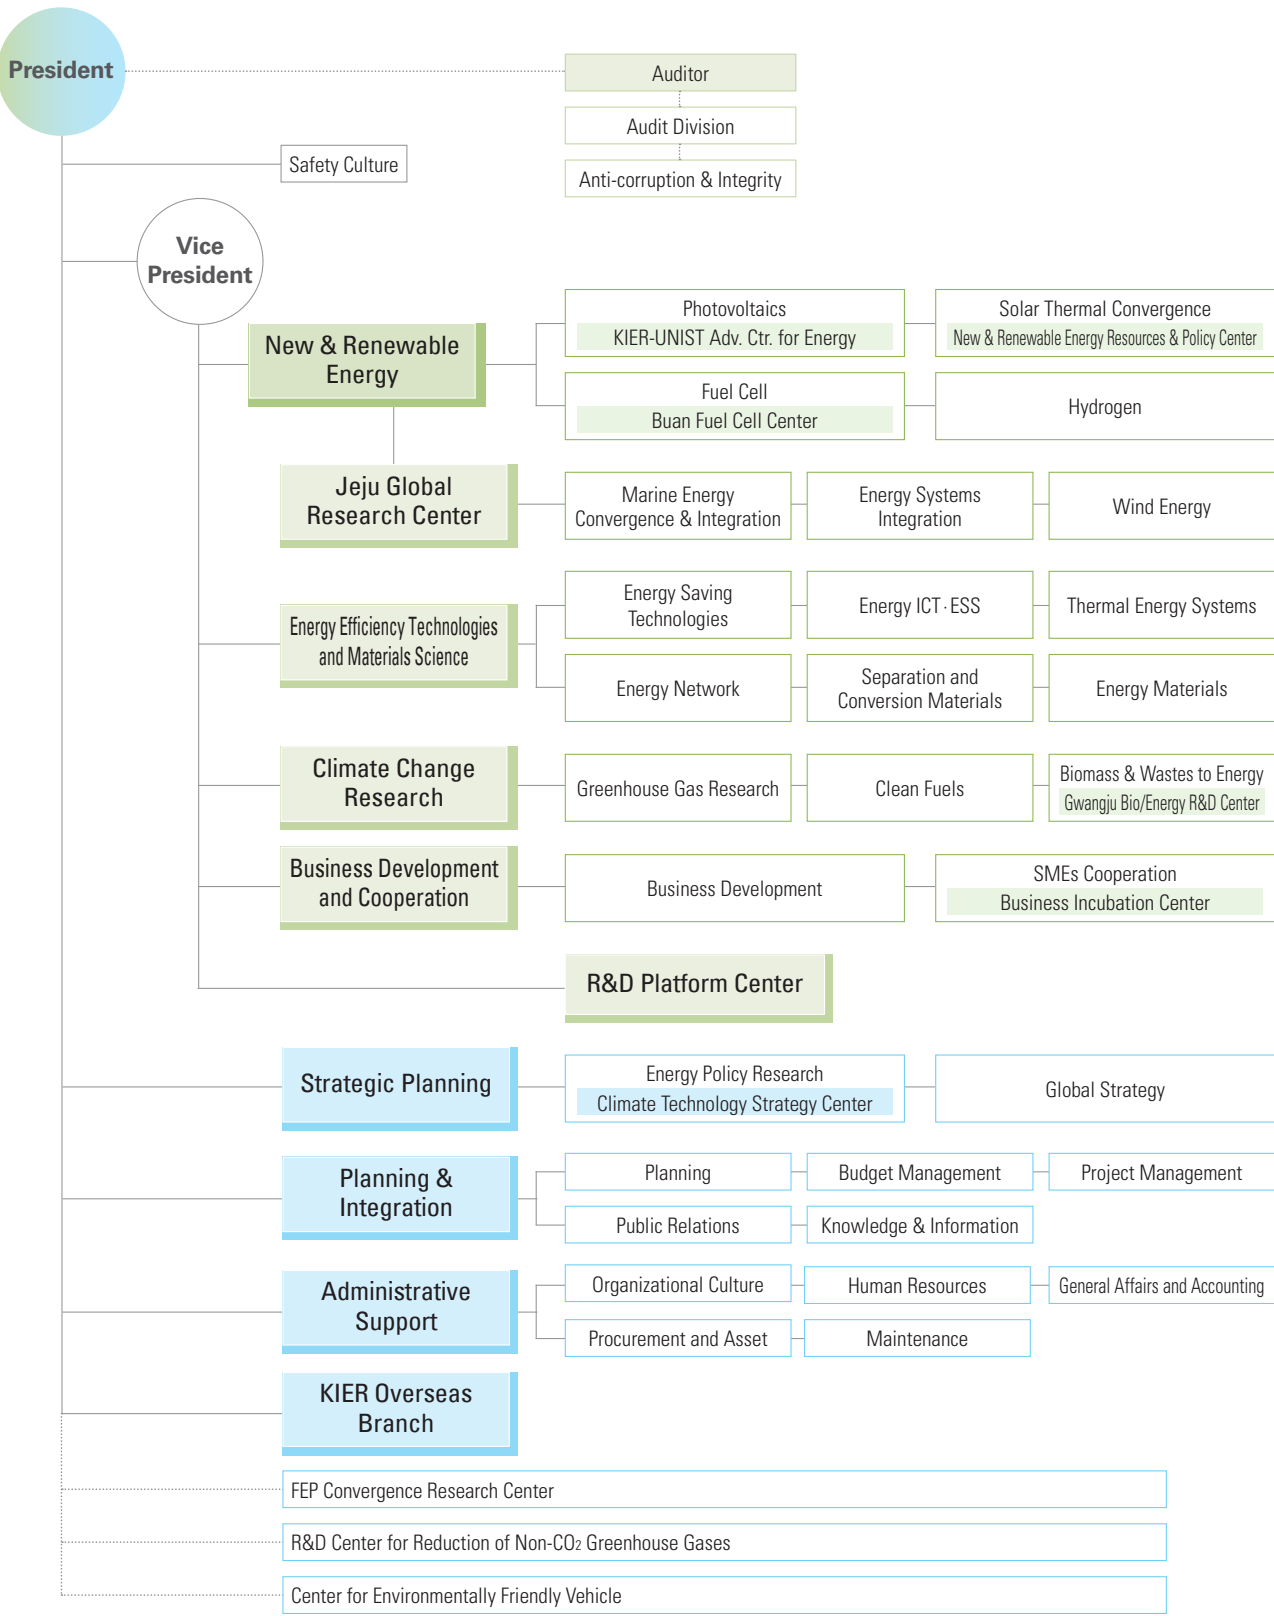 President
Auditor
Audit Division
Anti-corruption & Integrity
Safety Culture
Vice
President
New & Renewable
Energy
Photovoltaics
KIER-UNIST Adv. Ctr. for Energy
Solar Thermal Convergence
New & Renewable Energy Resources & Policy Center
Fuel Cell
Buan Fuel Cell Center
Hydrogen
Jeju Global
Research Center
Marine Energy
Convergence & Integration
Energy Systems
Integration
Wind Energy
Energy Efficiency Technologies
and Materials Science
Energy Saving
Technologies
Energy ICT · ESS
Thermal Energy Systems
Energy Network
Separation and
Conversion Materials
Energy Materials
Climate Change
Research
Greenhouse Gas Research
Clean Fuels
Biomass & Wastes to Energy
Gwangju Bio/Energy R&D Center
Business Development
and Cooperation
Business Development
SMEs Cooperation
Business Incubation Center
R&D Platform Center
Strategic Planning
Energy Policy Research
Climate Technology Strategy Center
Global Strategy
Planning &
Integration
Planning
Budget Management
Project Management
Public Relations
Knowledge & Information
Administrative
Support
Organizational Culture
Human Resources
General Affairs and Accounting
Procurement and Asset
Maintenance
KIER Overseas
Branch
FEP Convergence Research Center
R&D Center for Reduction of Non-CO₂ Greenhouse Gases
Center for Environmentally Friendly Vehicle